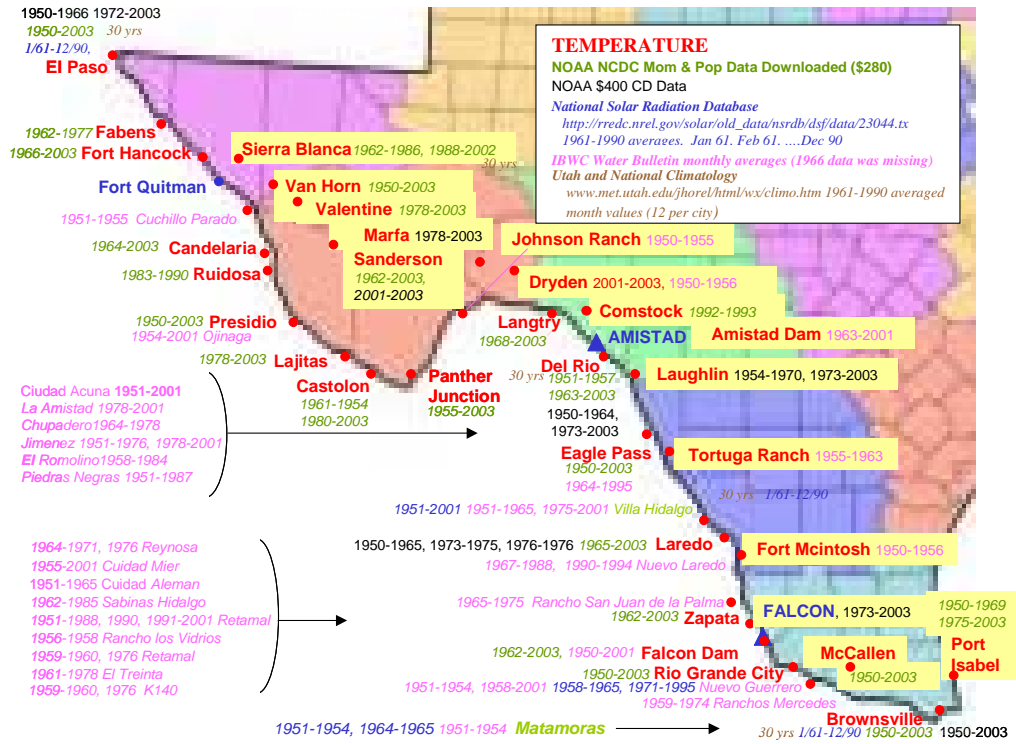 1950-1966 1972-2003
1950-2003 30 yrs
1/61-12/90,
El Paso
TEMPERATURE
NOAA NCDC Mom & Pop Data Downloaded ($280)
NOAA $400 CD Data
National Solar Radiation Database
http://rredc.nrel.gov/solar/old_data/nsrdb/dsf/data/23044.tx
1961-1990 averages. Jan 61. Feb 61. ....Dec 90
IBWC Water Bulletin monthly averages (1966 data was missing)
Utah and National Climatology
www.met.utah.edu/jhorel/html/wx/climo.htm 1961-1990 averaged
month values (12 per city)
1962-1977 Fabens
1966-2003 Fort Hancock
Sierra Blanca 1962-1986, 1988-2002
30 yrs
Fort Quitman
Van Horn 1950-2003
Valentine 1978-2003
1951-1955 Cuchillo Parado
Marfa 1978-2003
Johnson Ranch 1950-1955
1964-2003 Candelaria
Sanderson
1962-2003,
2001-2003
1983-1990 Ruidosa
Dryden 2001-2003, 1950-1956
1950-2003 Presidio
1954-2001 Ojinaga
Langtry
1968-2003
Comstock 1992-1993
AMISTAD
Amistad Dam 1963-2001
1978-2003 Lajitas
Castolon
1961-1954
1980-2003
Panther
Junction
1955-2003
30 yrs
Del Rio
1951-1957
1963-2003
1950-1964,
1973-2003
Laughlin 1954-1970, 1973-2003
Ciudad Acuna 1951-2001
La Amistad 1978-2001
Chupadero1964-1978
Jimenez 1951-1976, 1978-2001
El Romolino1958-1984
Piedras Negras 1951-1987
Eagle Pass
1950-2003
1964-1995
Tortuga Ranch 1955-1963
30 yrs 1/61-12/90
1951-2001 1951-1965, 1975-2001 Villa Hidalgo
1950-1965, 1973-1975, 1976-1976 1965-2003 Laredo
1967-1988, 1990-1994 Nuevo Laredo
Fort Mcintosh 1950-1956
1964-1971, 1976 Reynosa
1955-2001 Cuidad Mier
1951-1965 Cuidad Aleman
1962-1985 Sabinas Hidalgo
1951-1988, 1990, 1991-2001 Retamal
1956-1958 Rancho los Vidrios
1959-1960, 1976 Retamal
1961-1978 El Treinta
1959-1960, 1976 K140
1965-1975 Rancho San Juan de la Palma
1962-2003 Zapata
FALCON, 1973-2003
1950-1969
1975-2003
Port
Isabel
1962-2003, 1950-2001 Falcon Dam
1950-2003 Rio Grande City
McCallen
1950-2003
1951-1954, 1958-2001 1958-1965, 1971-1995 Nuevo Guerrero
1959-1974 Ranchos Mercedes
1951-1954, 1964-1965 1951-1954 Matamoras
Brownsville
30 yrs 1/61-12/90 1950-2003 1950-2003